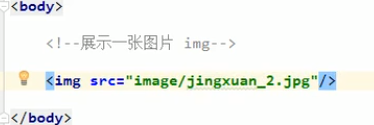 <body>
<!--展示一张图片 img-->
<img src="image/jingxuan_2.jpg"/>
</body>